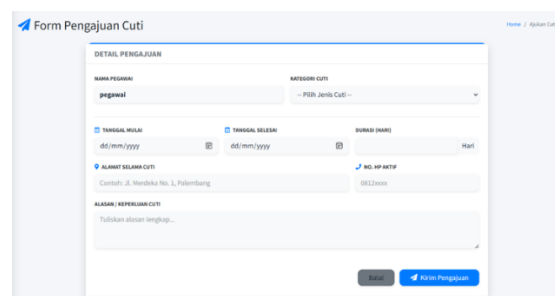 Form Pengajuan Cuti
Home / Ajukan Cuti
DETAIL PENGAJUAN
NAMA PEGAWAI
KATEGORI CUTI
pegawai
-- Pilih Jenis Cuti --
TANGGAL MULAI
TANGGAL SELESAI
DURASI (HARI)
dd/mm/yyyy
dd/mm/yyyy
Hari
ALAMAT SELAMA CUTI
NO. HP AKTIF
Contoh: Jl. Merdeka No. 1, Palembang
0812xxxx
ALASAN / KEPERLUAN CUTI
Tuliskan alasan lengkap...
Batal
Kirim Pengajuan